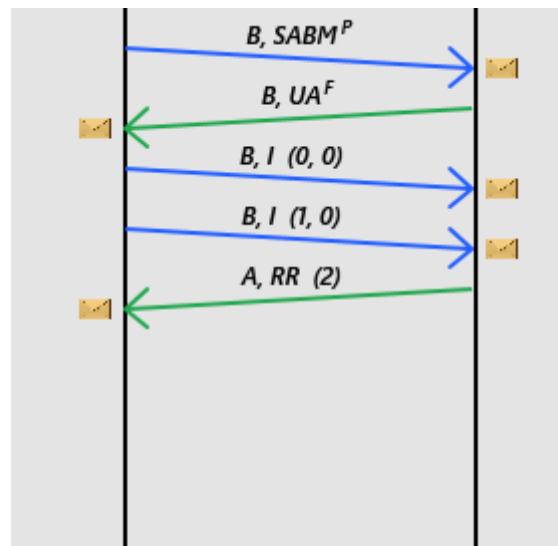 B, SABM^P
B, UA^F
B, I (0, 0)
B, I (1, 0)
A, RR (2)